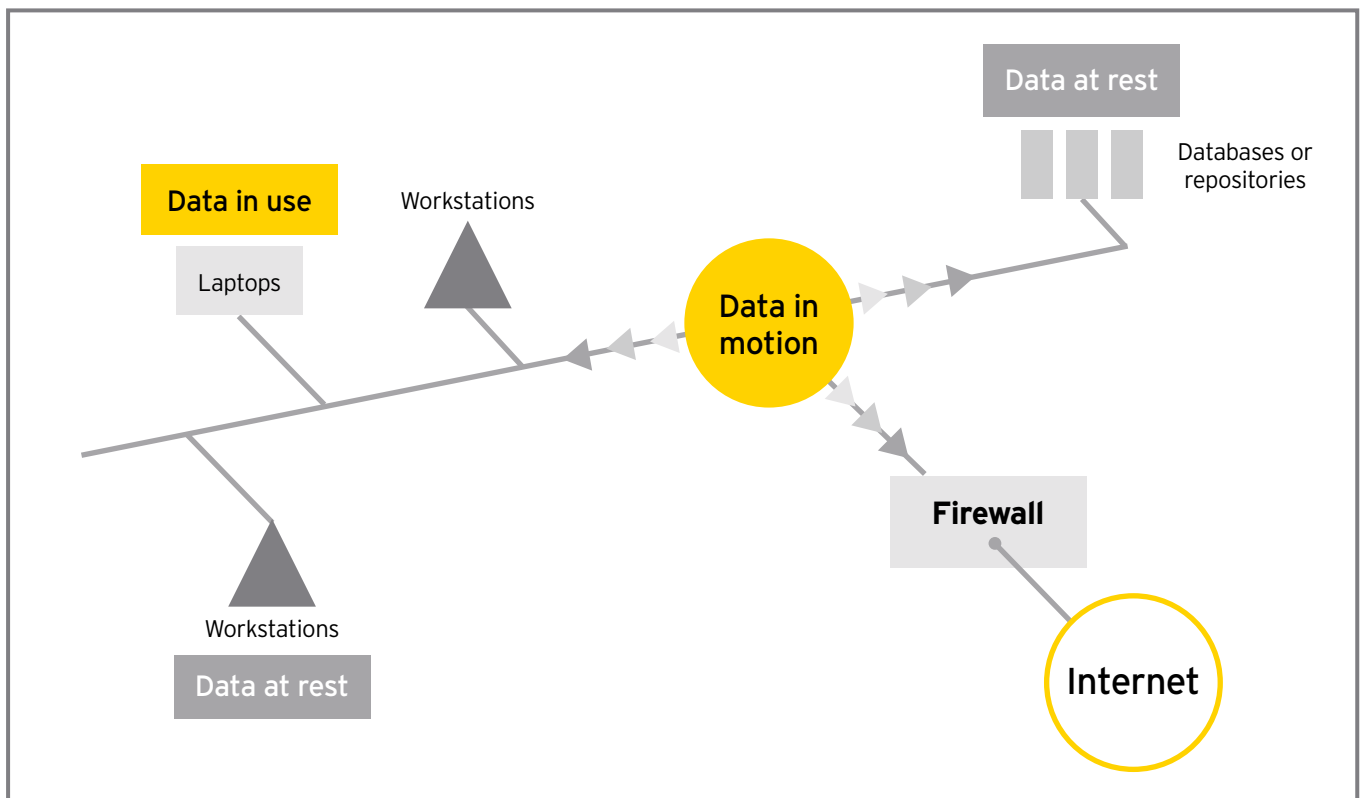 Data at rest
Databases or
repositories
Data in use
Workstations
Laptops
Data in
motion
Firewall
Workstations
Data at rest
Internet